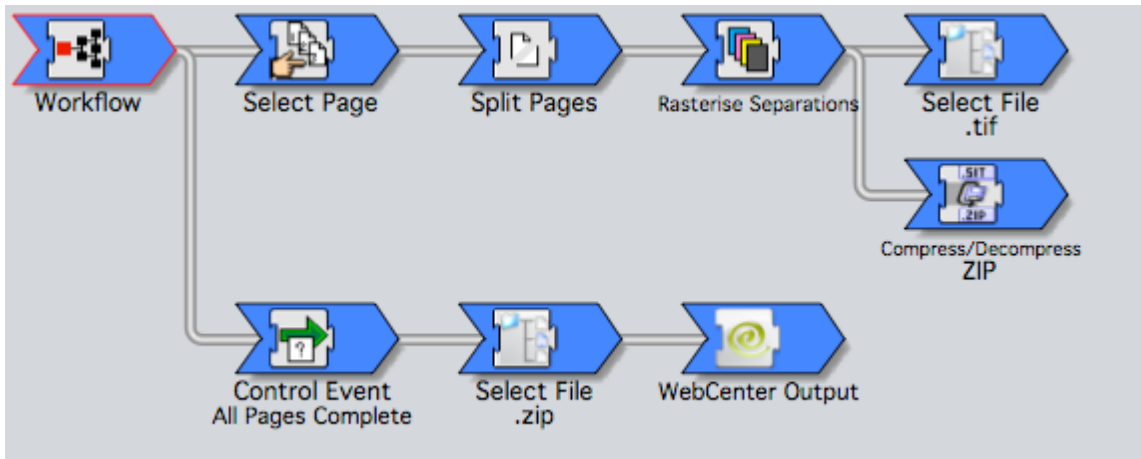 Workflow
Select Page
Split Pages
Rasterise Separations
Select File
.tif
.SIT
.ZIP
Compress/Decompress
ZIP
?
Control Event
All Pages Complete
Select File
.zip
WebCenter Output